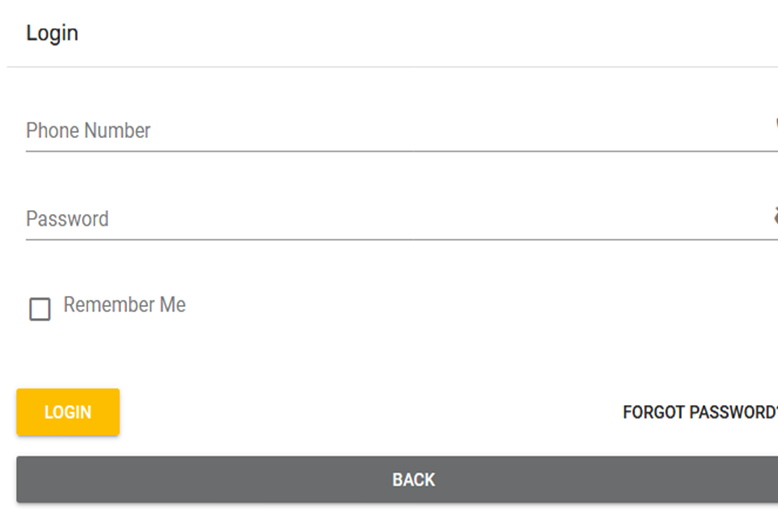 Login
Phone Number
Password
Remember Me
LOGIN
FORGOT PASSWORD?
BACK